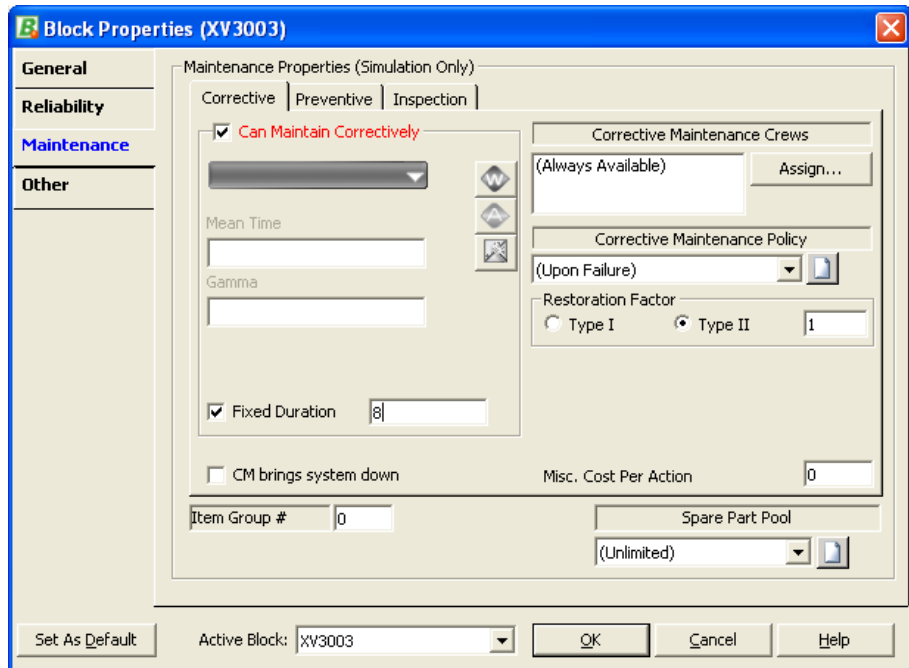 Block Properties (XV3003)
General
Reliability
Maintenance
Other
Maintenance Properties (Simulation Only)
Corrective Preventive Inspection
Can Maintain Correctively
W
A
Mean Time
Gamma
Fixed Duration 8
CM brings system down
Corrective Maintenance Crews
(Always Available)
Assign...
Corrective Maintenance Policy
(Upon Failure)
Restoration Factor
Type I Type II 1
Misc. Cost Per Action 0
Item Group # 0
Spare Part Pool
(Unlimited)
Set As Default Active Block: XV3003 OK Cancel Help